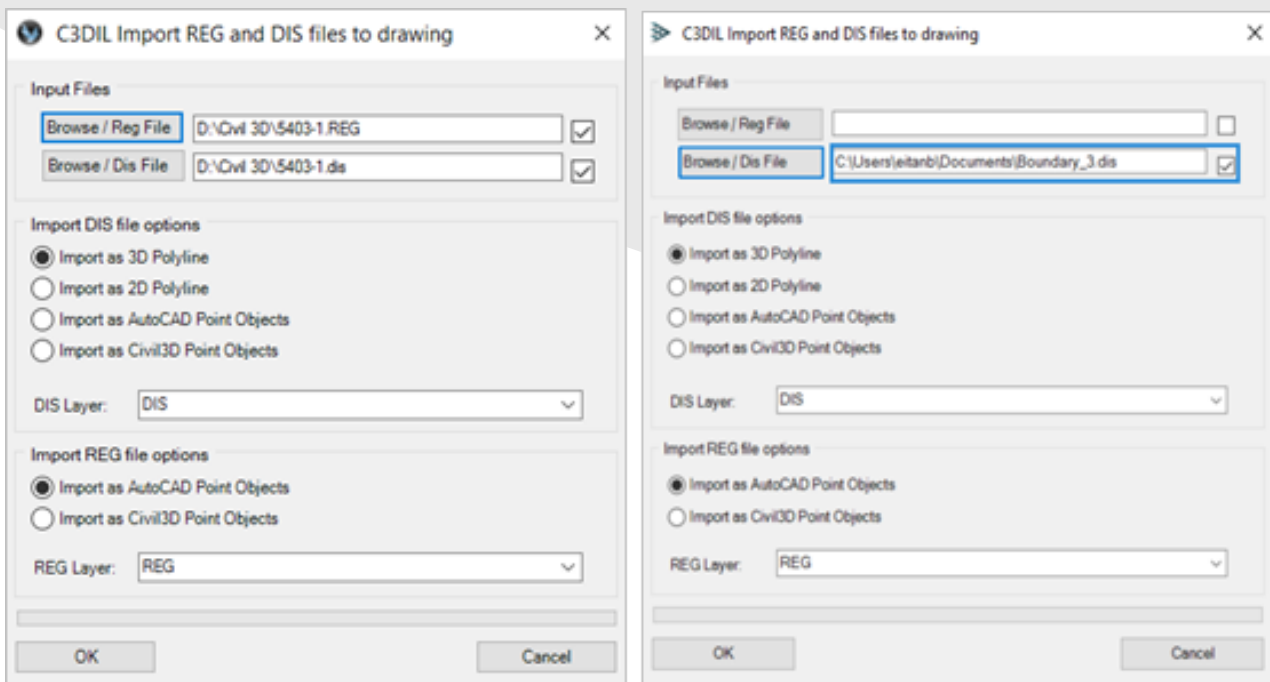 C3DIL Import REG and DIS files to drawing
Input Files
Browse / Reg File D:\Civil 3D\5403-1.REG
Browse / Dis File D:\Civil 3D\5403-1.dis
Import DIS file options
Import as 3D Polyline
Import as 2D Polyline
Import as AutoCAD Point Objects
Import as Civil3D Point Objects
DIS Layer: DIS
Import REG file options
Import as AutoCAD Point Objects
Import as Civil3D Point Objects
REG Layer: REG
OK Cancel
C3DIL Import REG and DIS files to drawing
Input Files
Browse / Reg File
Browse / Dis File C:\Users\eitanb\Documents\Boundary_3.dis
Import DIS file options
Import as 3D Polyline
Import as 2D Polyline
Import as AutoCAD Point Objects
Import as Civil3D Point Objects
DIS Layer: DIS
Import REG file options
Import as AutoCAD Point Objects
Import as Civil3D Point Objects
REG Layer: REG
OK Cancel